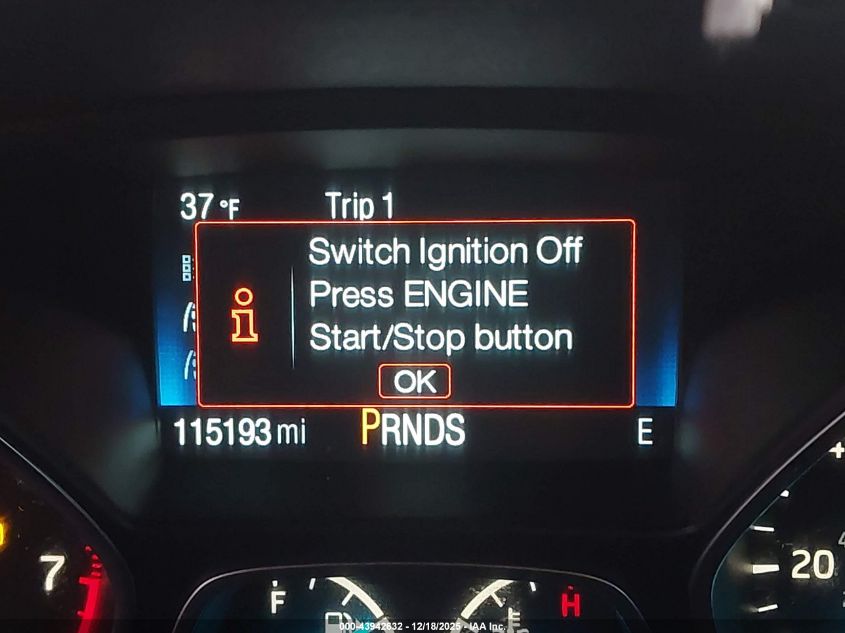 37 °F Trip 1
Switch Ignition Off
Press ENGINE
Start/Stop button
OK
115193 mi PRNDS E
7
20
F H
000-43942632 - 12/18/2025 - IAA Inc.